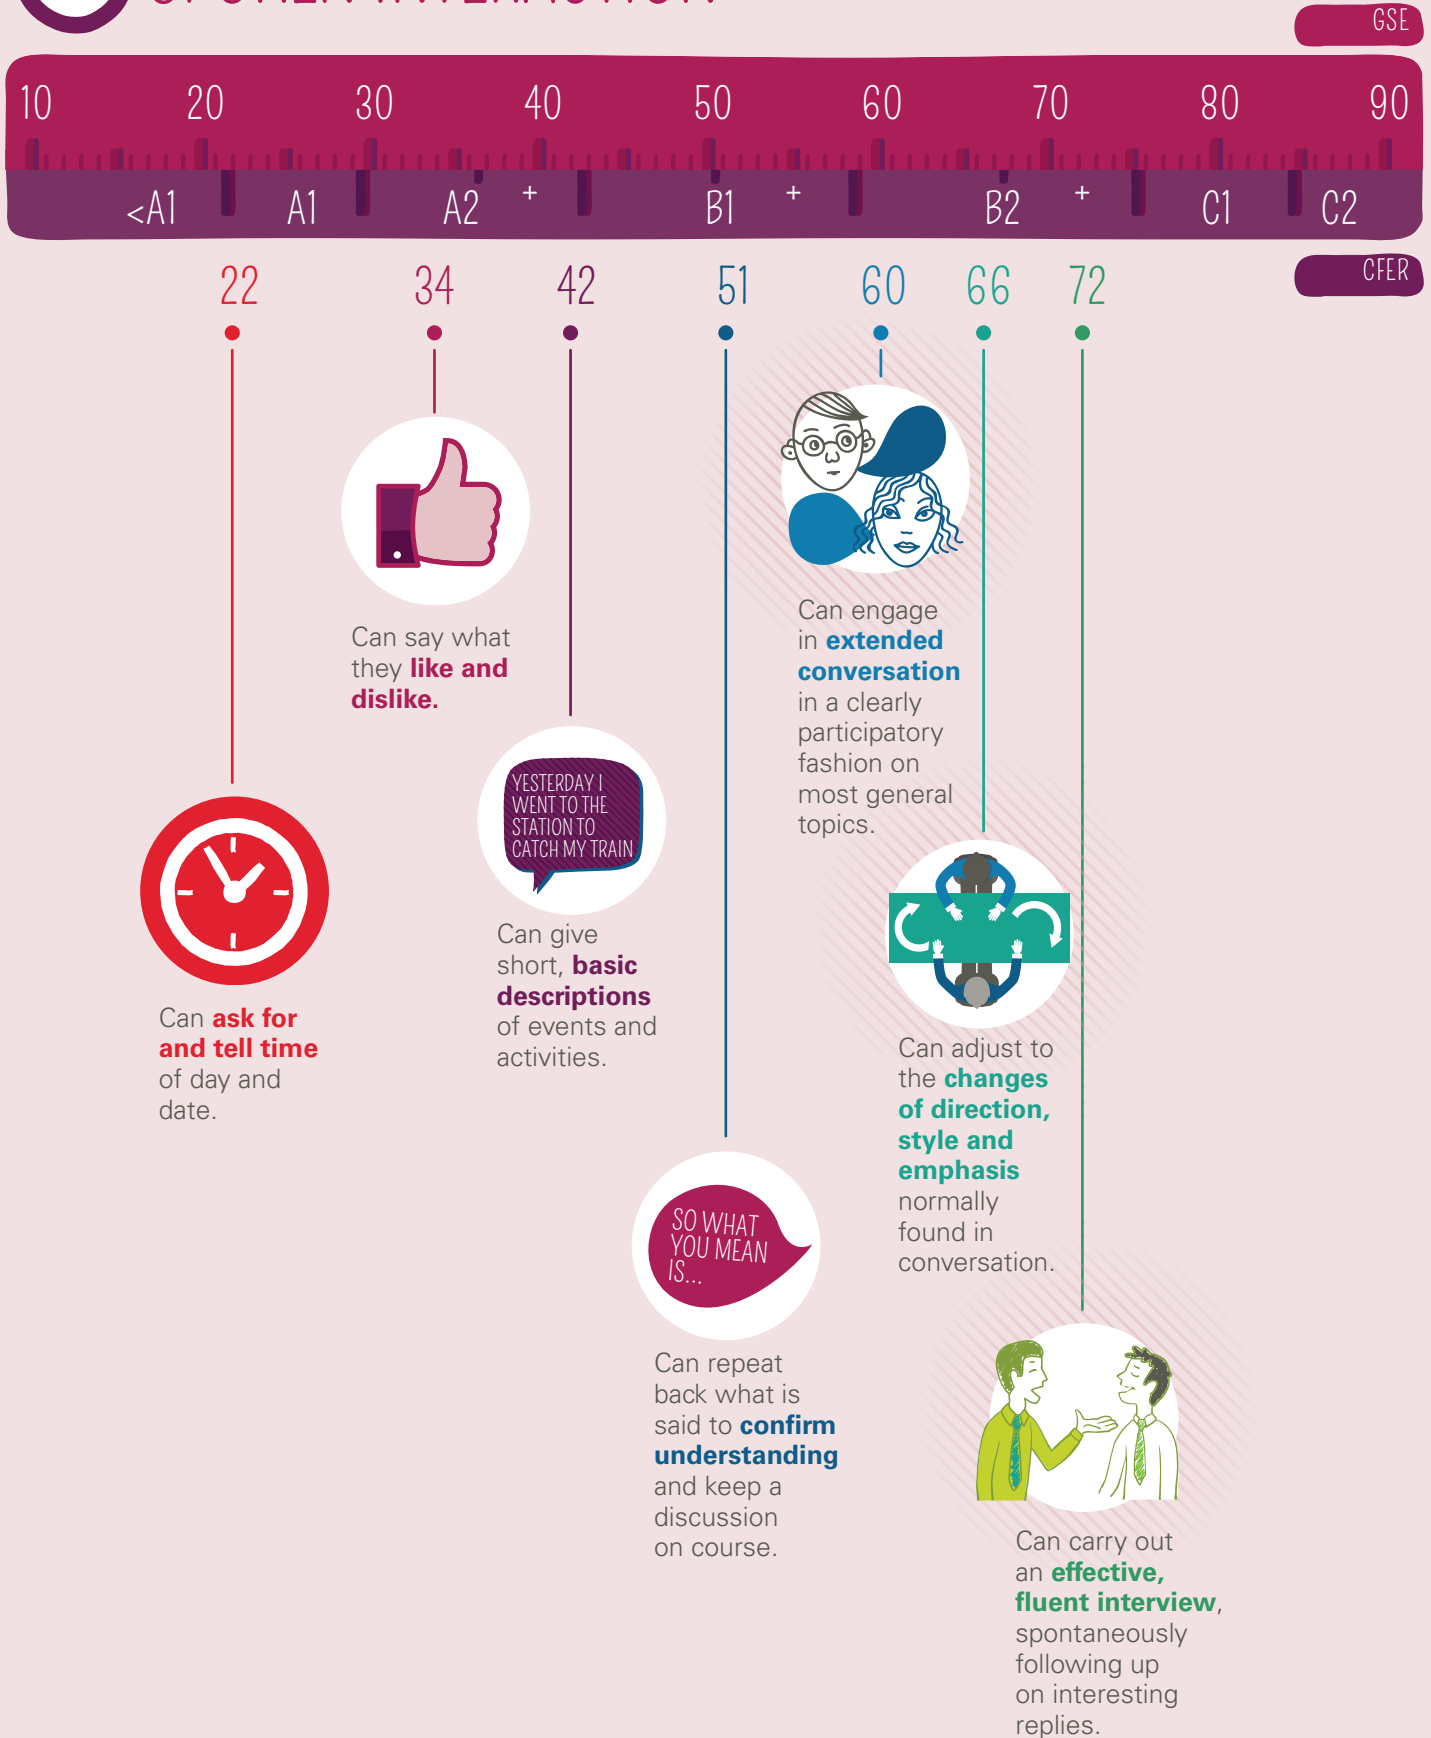 SPOKEN INTERACTION
GSE
10 20 30 40 50 60 70 80 90
<A1 A1 A2 + B1 + B2 + C1 C2
CFER
22 34 42 51 60 66 72
Can say what
they like and
dislike.
YESTERDAY I
WENT TO THE
STATION TO
CATCH MY TRAIN
Can give
short, basic
descriptions
of events and
activities.
Can ask for
and tell time
of day and
date.
Can engage
in extended
conversation
in a clearly
participatory
fashion on
most general
topics.
Can adjust to
the changes
of direction,
style and
emphasis
normally
found in
conversation.
SO WHAT
YOU MEAN
IS...
Can repeat
back what is
said to confirm
understanding
and keep a
discussion
on course.
Can carry out
an effective,
fluent interview,
spontaneously
following up
on interesting
replies.